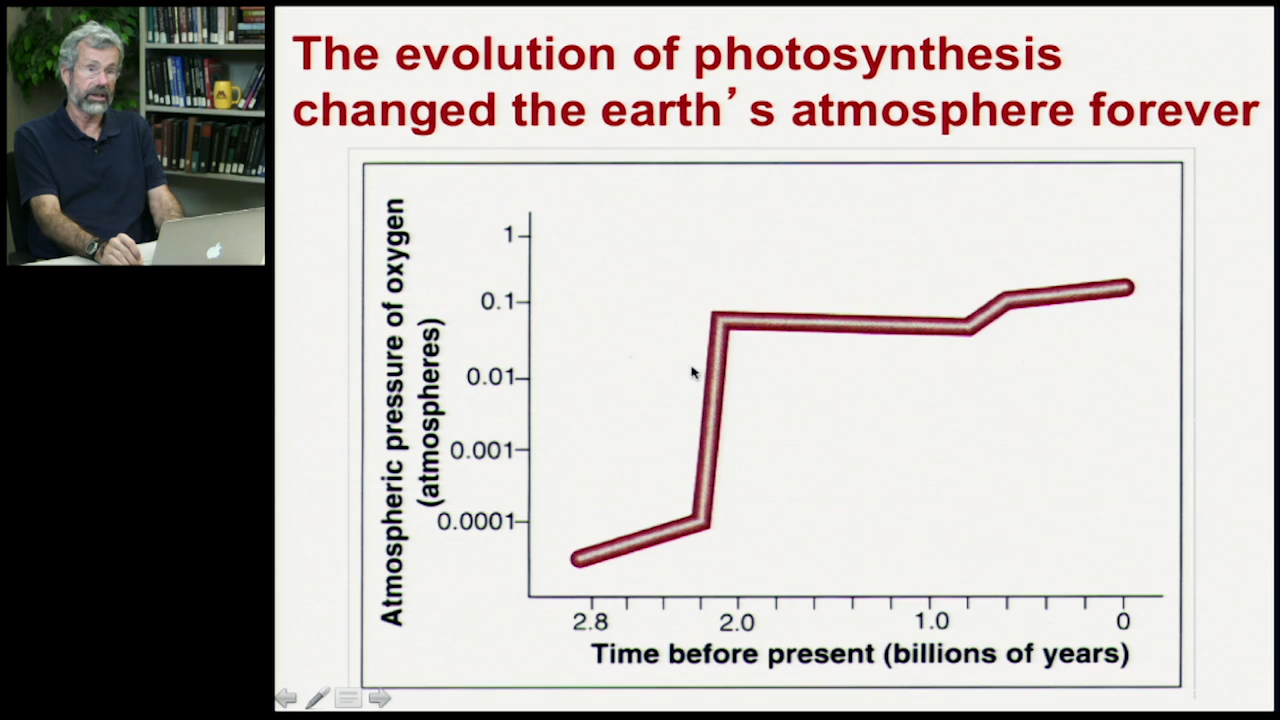 The evolution of photosynthesis
changed the earth’s atmosphere forever
Atmospheric pressure of oxygen
(atmospheres)
1
0.1
0.01
0.001
0.0001
2.8
2.0
1.0
0
Time before present (billions of years)